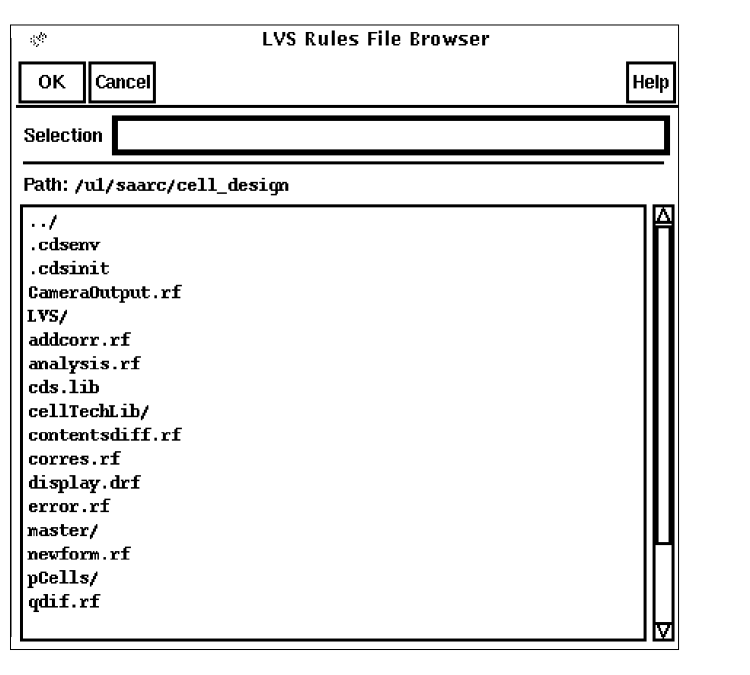 LVS Rules File Browser
OK Cancel Help
Selection
Path: /u1/saarc/cell_design
../
.cdsenv
.cdsinit
CameraOutput.rf
LVS/
addcorr.rf
analysis.rf
cds.lib
cellTechLib/
contentsdiff.rf
corres.rf
display.drf
error.rf
master/
newform.rf
pCells/
qdif.rf